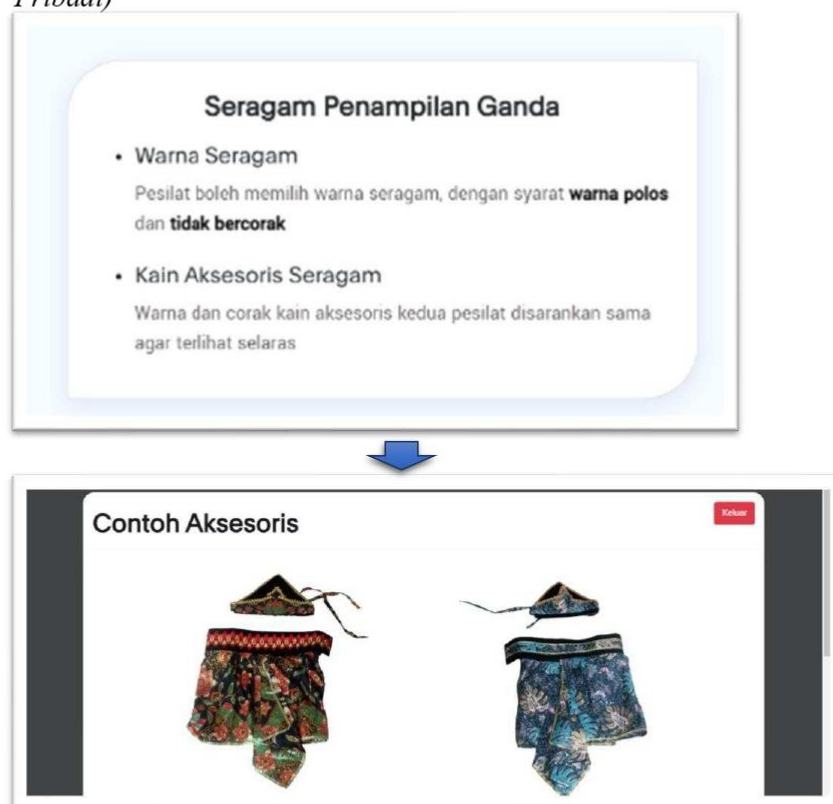 Pribadi)
Seragam Penampilan Ganda
• Warna Seragam
Pesilat boleh memilih warna seragam, dengan syarat warna polos
dan tidak bercorak
• Kain Aksesoris Seragam
Warna dan corak kain aksesoris kedua pesilat disarankan sama
agar terlihat selaras
Contoh Aksesoris
Keluar